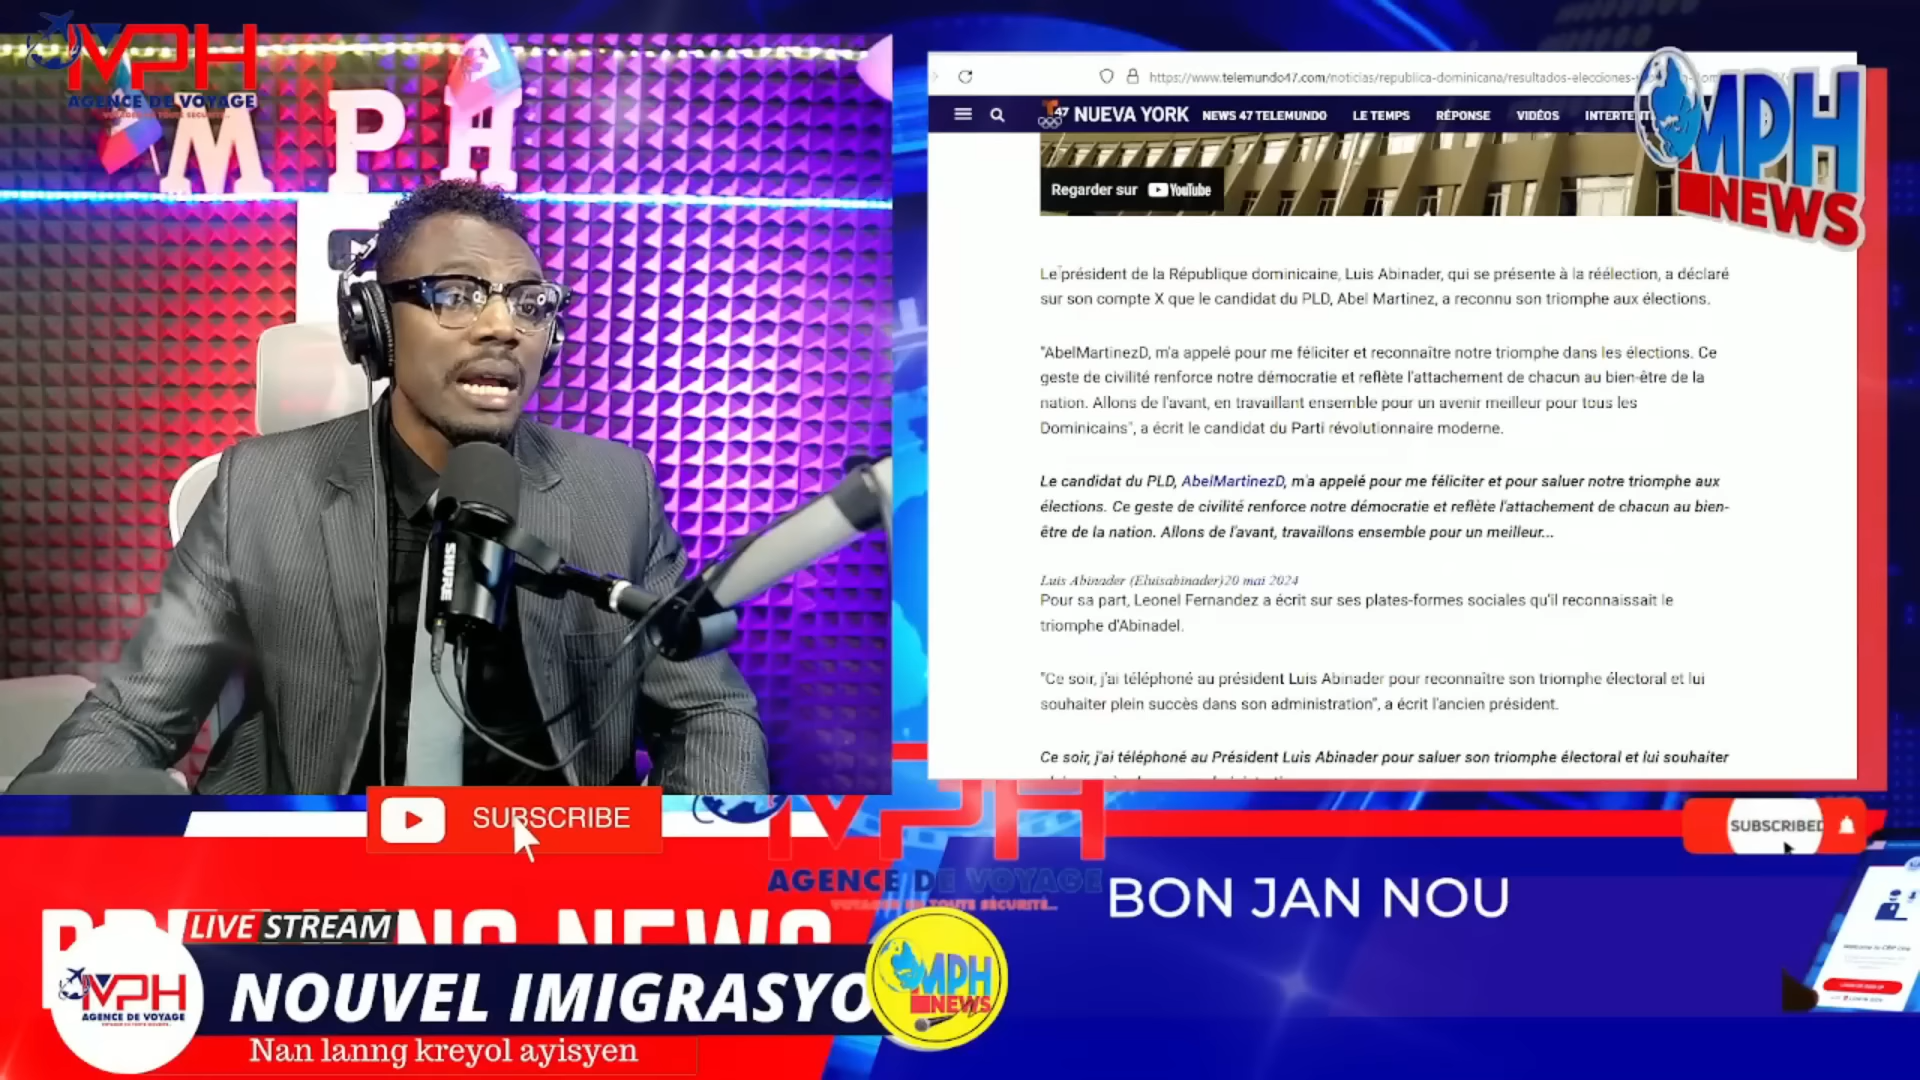 MPH
AGENCE DE VOYAGE
M P H
SHURE
https://www.telemundo47.com/noticias/republica-dominicana/resultados-elecciones-
47 NUEVA YORK NEWS 47 TELEMUNDO LE TEMPS RÉPONSE VIDÉOS
MPH
NEWS
Regarder sur YouTube
Le président de la République dominicaine, Luis Abinader, qui se présente à la réélection, a déclaré
sur son compte X que le candidat du PLD, Abel Martinez, a reconnu son triomphe aux élections.
"AbelMartinezD, m'a appelé pour me féliciter et reconnaître notre triomphe dans les élections. Ce
geste de civilité renforce notre démocratie et reflète l'attachement de chacun au bien-être de la
nation. Allons de l'avant, en travaillant ensemble pour un avenir meilleur pour tous les
Dominicains", a écrit le candidat du Parti révolutionnaire moderne.
Le candidat du PLD, AbelMartinezD, m'a appelé pour me féliciter et pour saluer notre triomphe aux
élections. Ce geste de civilité renforce notre démocratie et reflète l'attachement de chacun au bien-
être de la nation. Allons de l'avant, travaillons ensemble pour un meilleur...
Luis Abinader (Eluisabinader)20 mai 2024
Pour sa part, Leonel Fernandez a écrit sur ses plates-formes sociales qu'il reconnaissait le
triomphe d'Abinadel.
"Ce soir, j'ai téléphoné au président Luis Abinader pour reconnaître son triomphe électoral et lui
souhaiter plein succès dans son administration", a écrit l'ancien président.
Ce soir, j'ai téléphoné au Président Luis Abinader pour saluer son triomphe électoral et lui souhaiter
SUBSCRIBE
SUBSCRIBED
MPH
AGENCE DE VOYAGE
BON JAN NOU
LIVE STREAM
NEWS
MPH
AGENCE DE VOYAGE
NOUVEL IMIGRASYO
MPH
NEWS
Nan lanng kreyol ayisyen